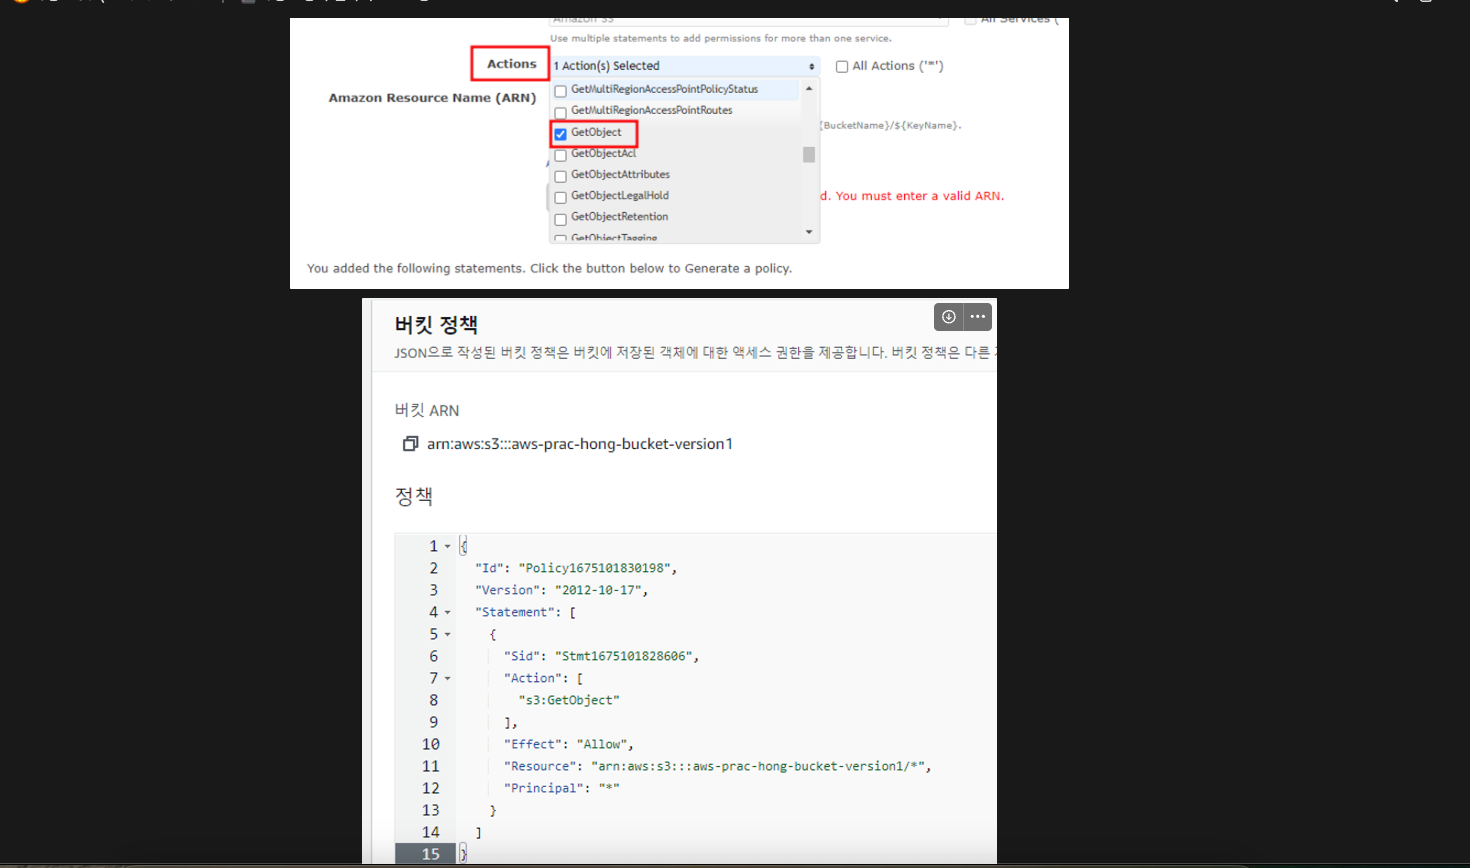 Amazon S3
All Services (
Use multiple statements to add permissions for more than one service.
Actions
1 Action(s) Selected
All Actions ('*')
GetMultiRegionAccessPointPolicyStatus
Amazon Resource Name (ARN)
GetMultiRegionAccessPointRoutes
{BucketName}/${KeyName}.
GetObject
GetObjectAcl
GetObjectAttributes
GetObjectLegalHold
d. You must enter a valid ARN.
GetObjectRetention
GetObjectTagging
You added the following statements. Click the button below to Generate a policy.
버킷 정책
JSON으로 작성된 버킷 정책은 버킷에 저장된 객체에 대한 액세스 권한을 제공합니다. 버킷 정책은 다른
버킷 ARN
arn:aws:s3:::aws-prac-hong-bucket-version1
정책
1 {
2 "Id": "Policy1675101830198",
3 "Version": "2012-10-17",
4 "Statement": [
5 {
6 "Sid": "Stmt1675101828606",
7 "Action": [
8 "s3:GetObject"
9 ],
10 "Effect": "Allow",
11 "Resource": "arn:aws:s3:::aws-prac-hong-bucket-version1/*",
12 "Principal": "*"
13 }
14 ]
15 }